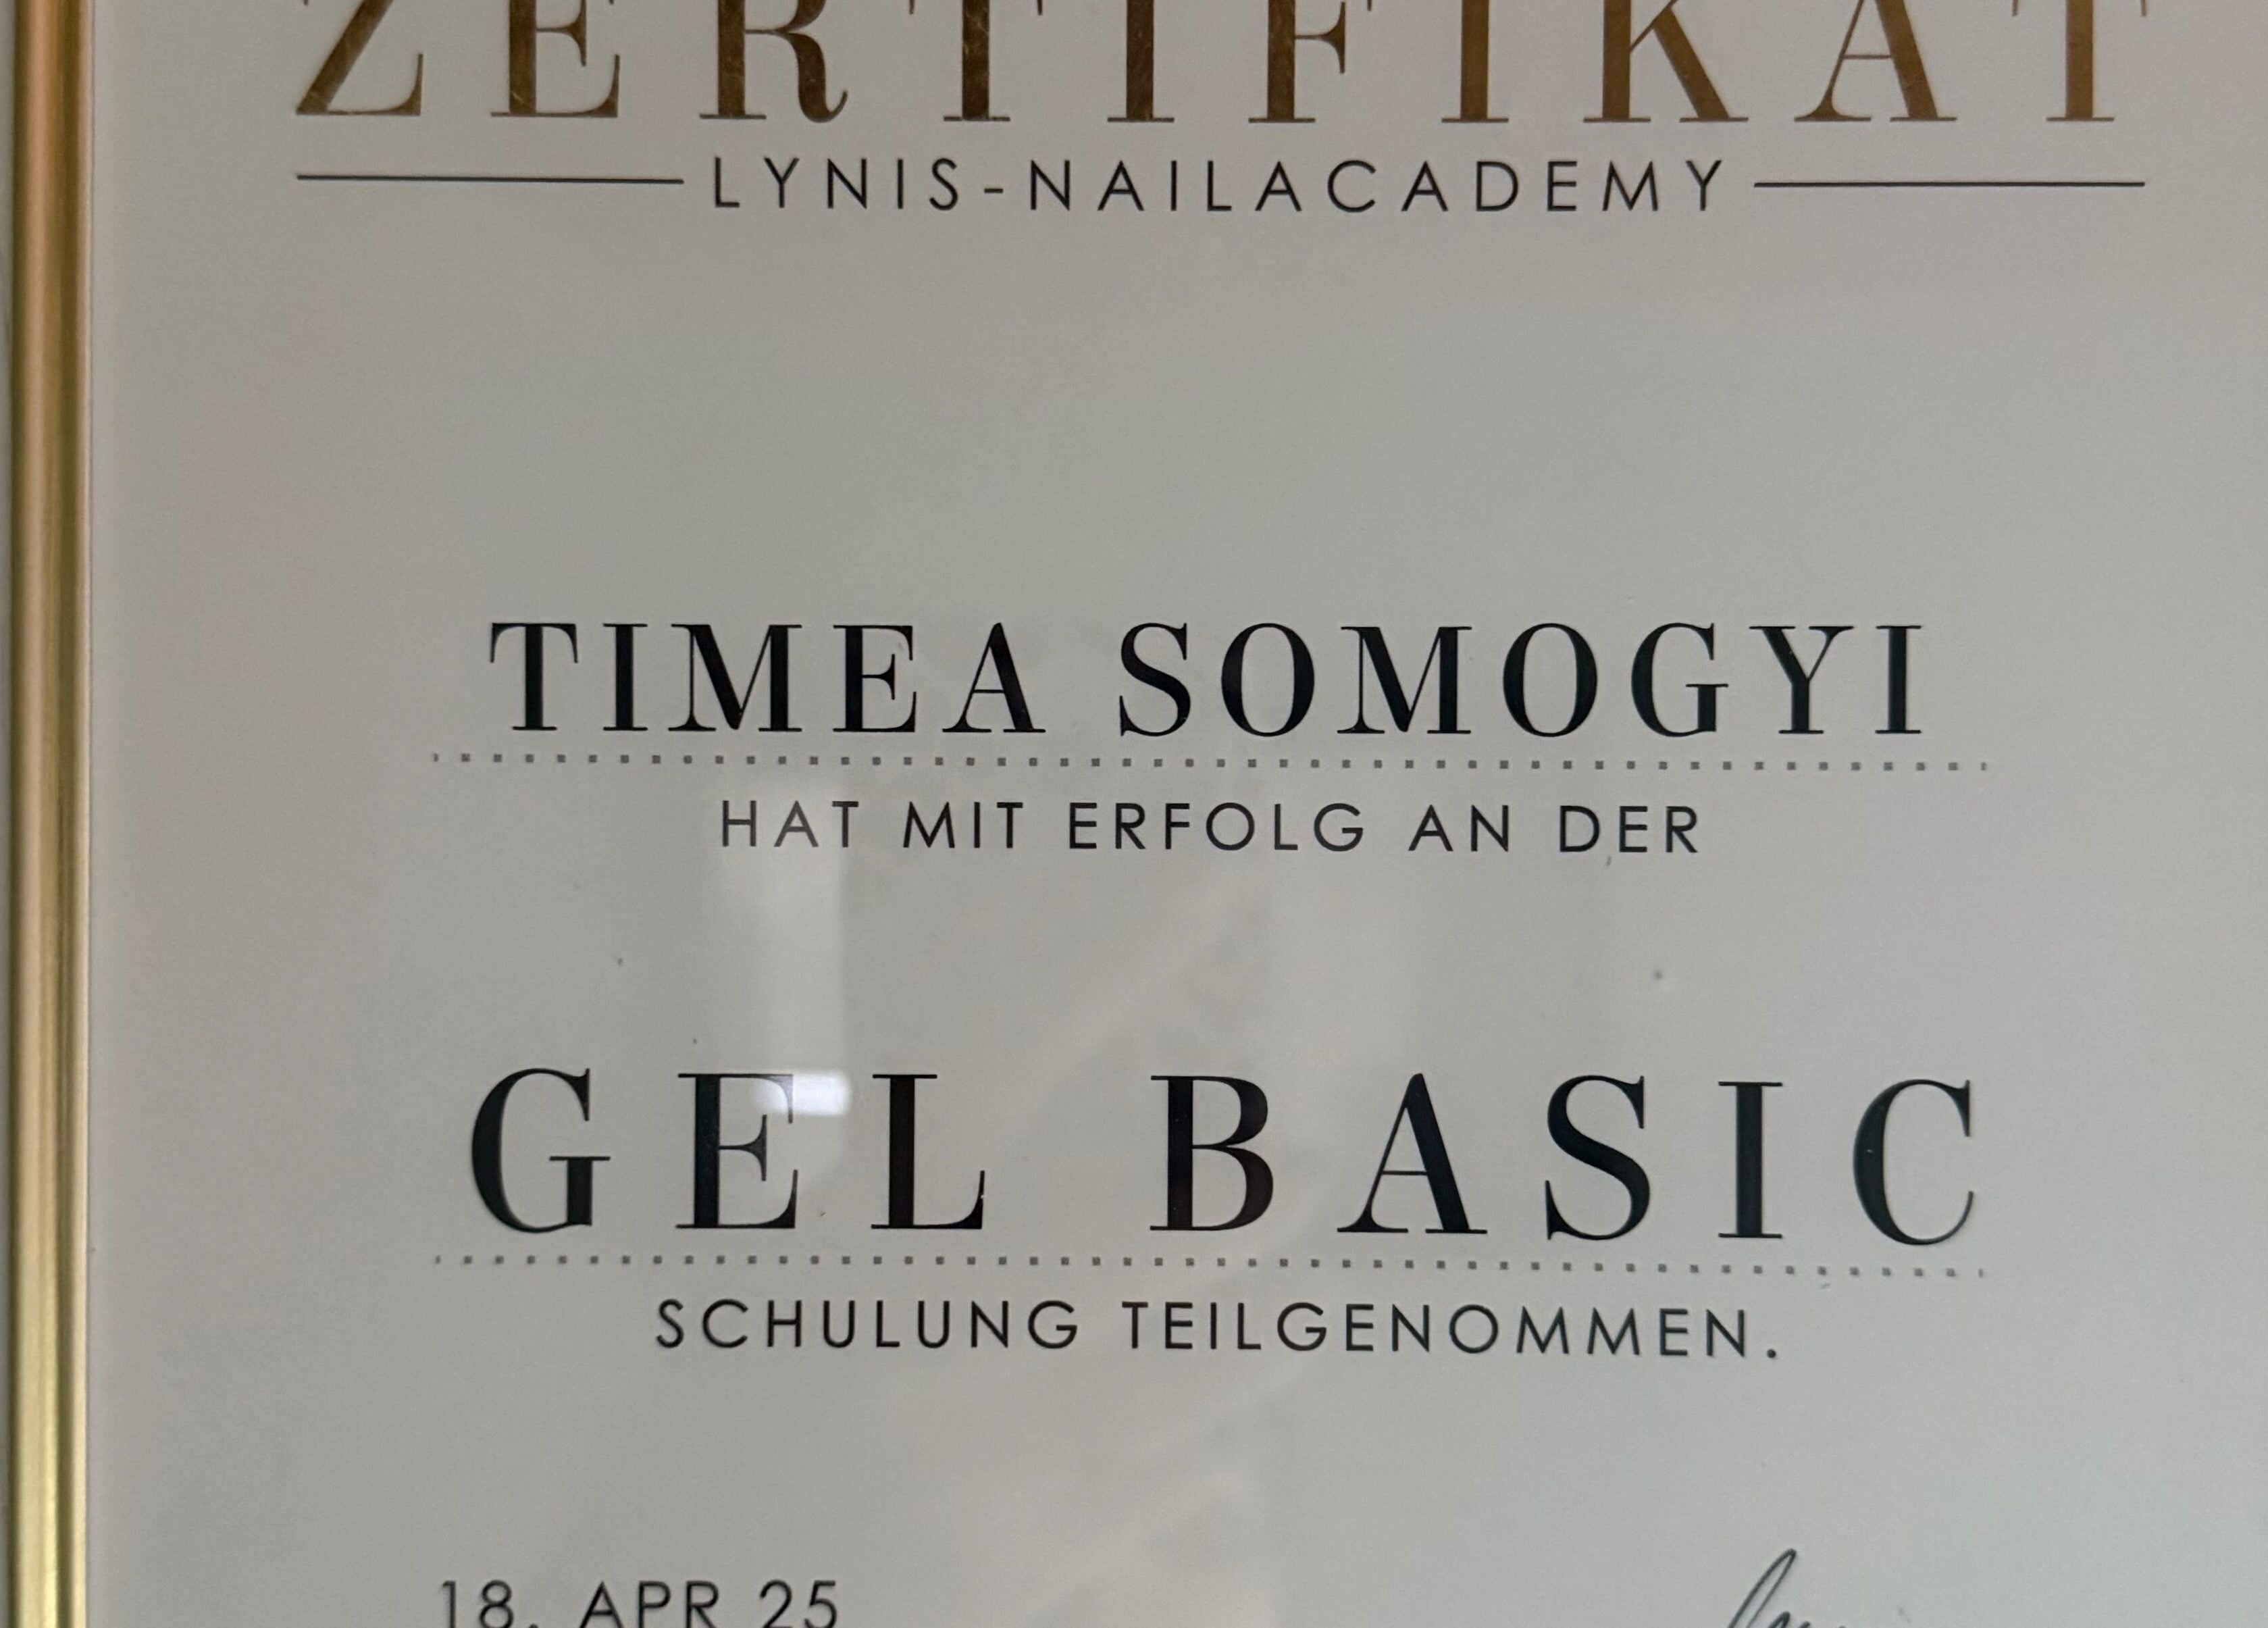 ZERTIFIKAT
LYNIS-NAILACADEMY
TIMEA SOMOGYI
HAT MIT ERFOLG AN DER
GEL BASIC
SCHULUNG TEILGENOMMEN.
18. APR 25